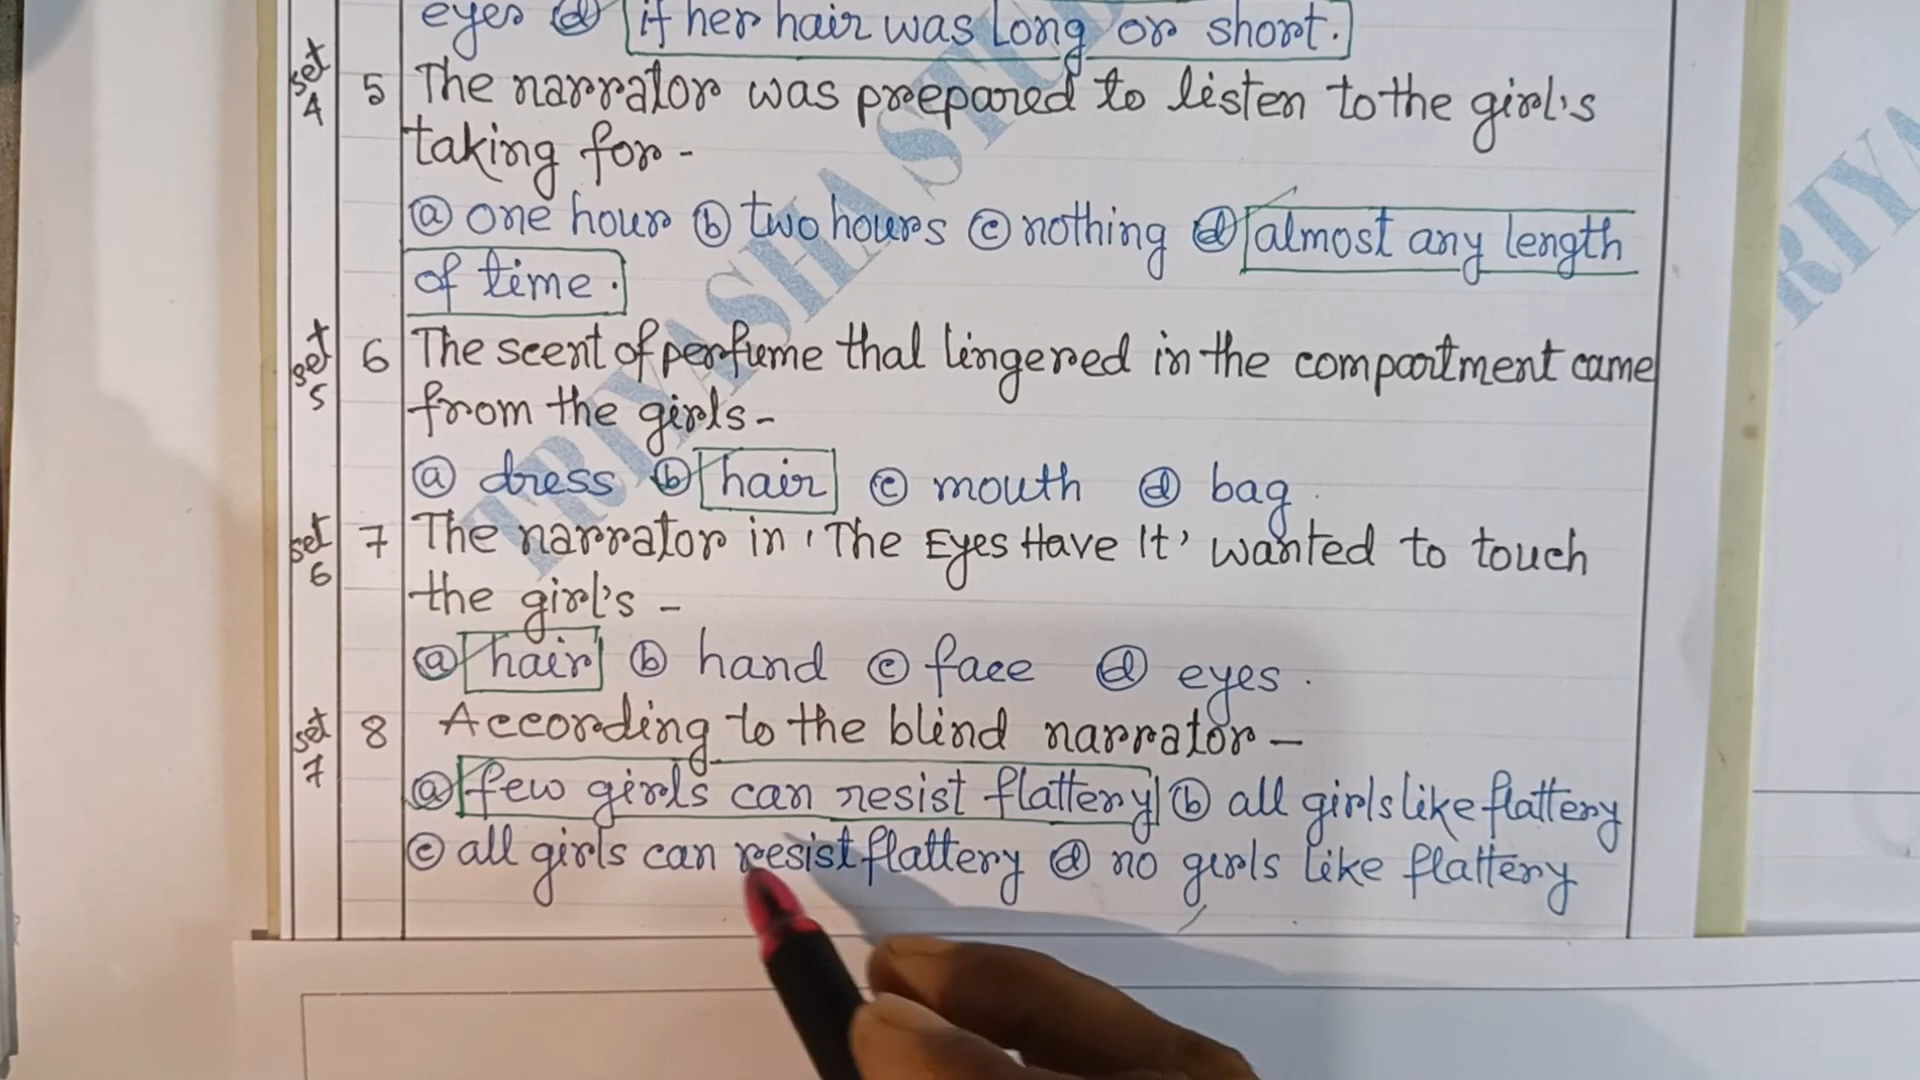 eyes ⓓ if her hair was long or short.
set 4 5 The narrator was prepared to listen to the girl's
taking for -
ⓐ one hour ⓑ two hours ⓒ nothing ⓓ almost any length
of time.
set 5 6 The scent of perfume that lingered in the compartment came
from the girls -
ⓐ dress ⓑ hair ⓒ mouth ⓓ bag.
set 6 7 The narrator in 'The Eyes Have It' wanted to touch
the girl's -
ⓐ hair ⓑ hand ⓒ face ⓓ eyes.
set 7 8 According to the blind narrator -
ⓐ few girls can resist flattery ⓑ all girls like flattery
ⓒ all girls can resist flattery ⓓ no girls like flattery
TRIYASHA STU
RIYA